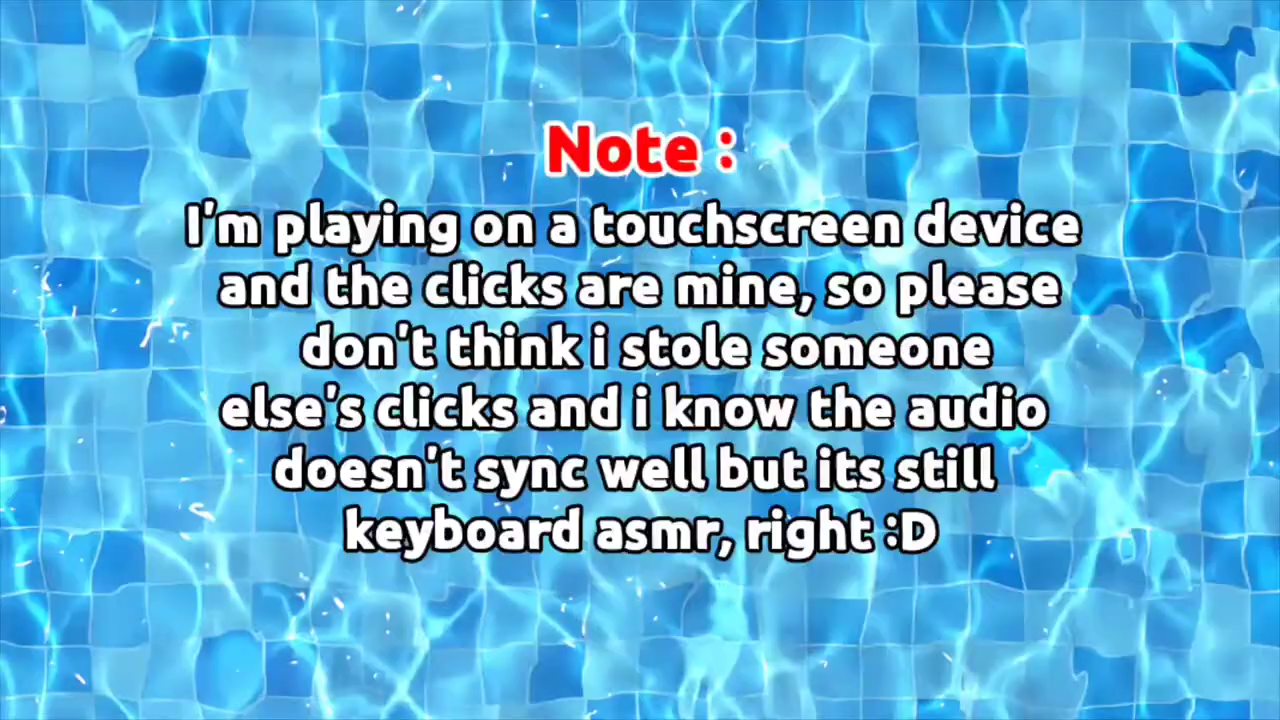 Note :
I'm playing on a touchscreen device
and the clicks are mine, so please
don't think i stole someone
else's clicks and i know the audio
doesn't sync well but its still
keyboard asmr, right :D